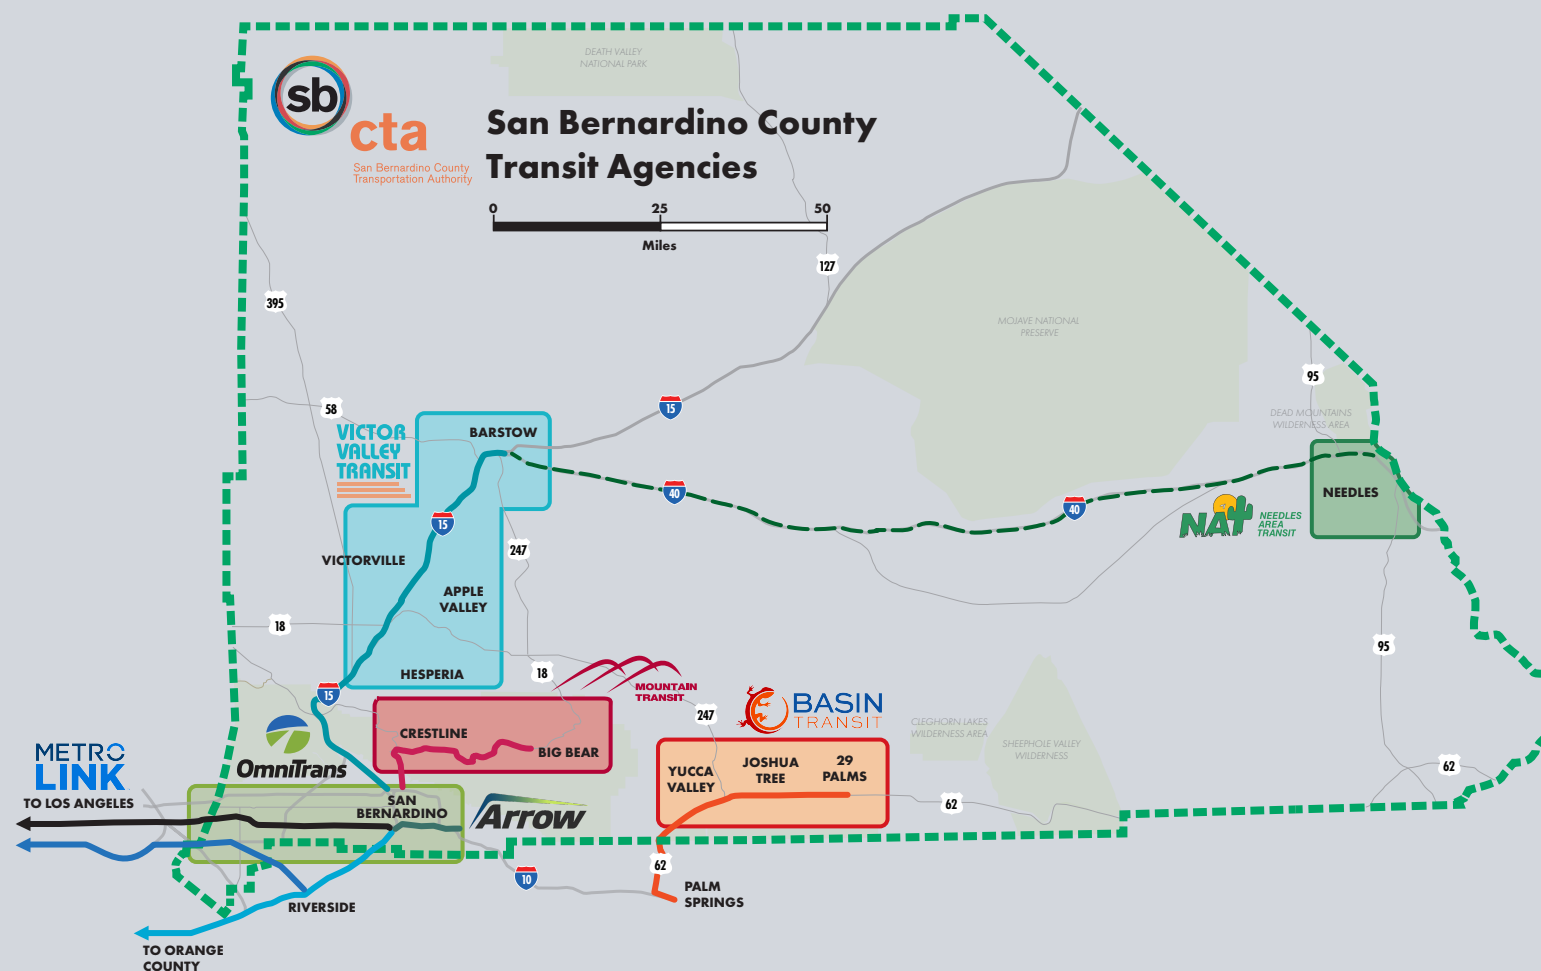 DEATH VALLEY
NATIONAL PARK
sb
cta
San Bernardino County
Transportation Authority
San Bernardino County
Transit Agencies
0 25 50
Miles
127
395
MOJAVE NATIONAL
PRESERVE
95
58
15
DEAD MOUNTAINS
WILDERNESS AREA
VICTOR
VALLEY
TRANSIT
BARSTOW
40
40
15
NEEDLES
NAT
NEEDLES
AREA
TRANSIT
247
VICTORVILLE
APPLE
VALLEY
18
95
HESPERIA
18
15
MOUNTAIN
TRANSIT
247
BASIN
TRANSIT
CLEGHORN LAKES
WILDERNESS AREA
SHEEPHOLE VALLEY
WILDERNESS
CRESTLINE
BIG BEAR
OmniTrans
METRO
LINK
TO LOS ANGELES
YUCCA
VALLEY
JOSHUA
TREE
29
PALMS
62
62
SAN
BERNARDINO
Arrow
62
10
PALM
SPRINGS
RIVERSIDE
TO ORANGE
COUNTY